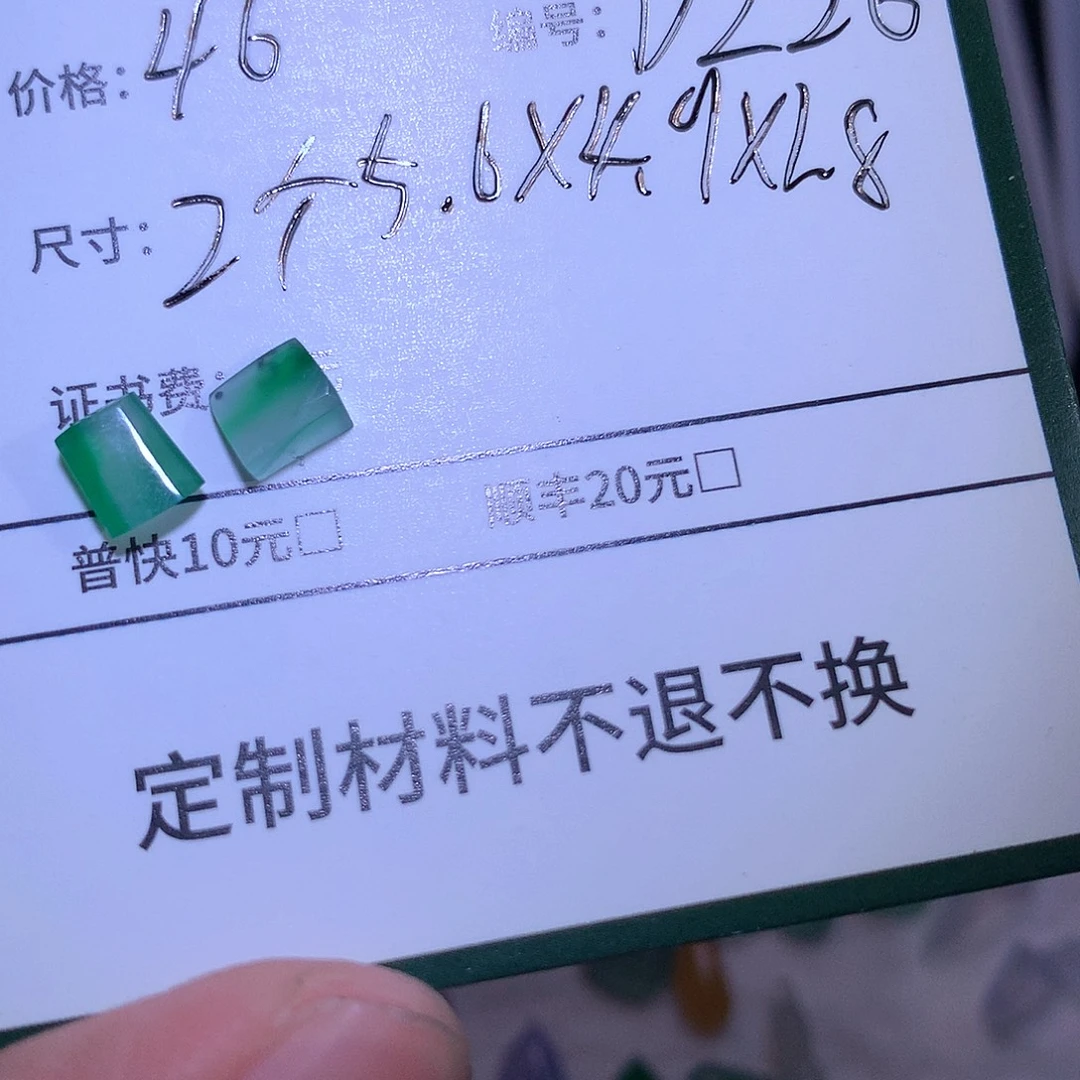 价格：46 编号：D226
尺寸：2个5.6X4.9X2.8
证书费：
普快10元□ 顺丰20元□
定制材料不退不换